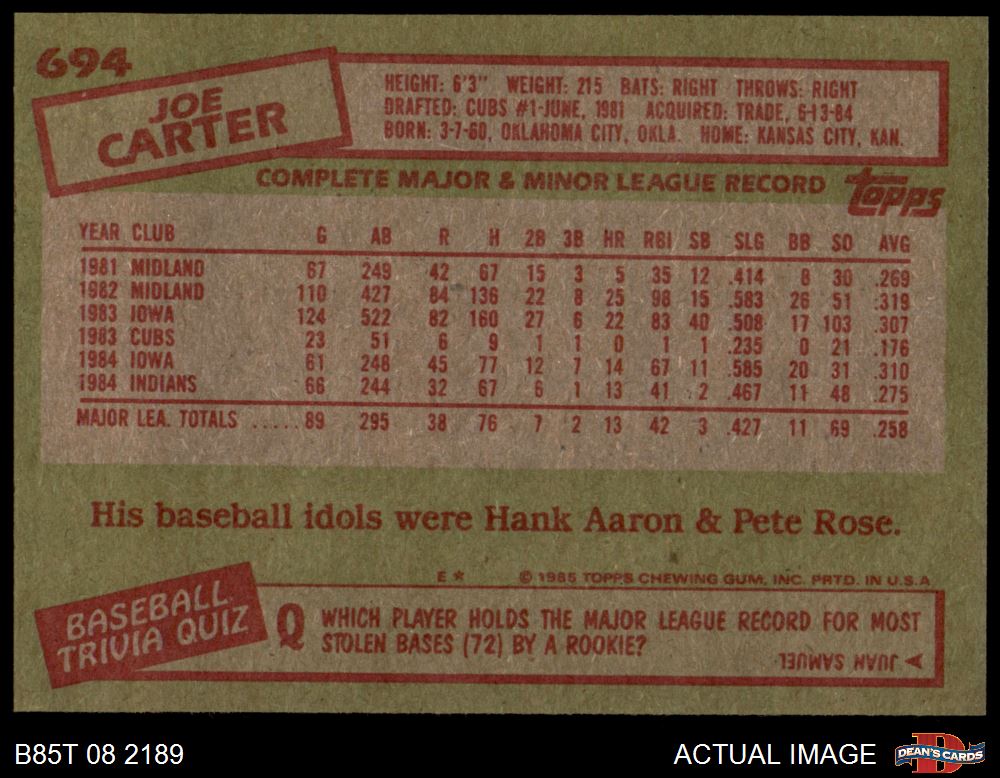 694
JOE
CARTER
HEIGHT: 6'3" WEIGHT: 215 BATS: RIGHT THROWS: RIGHT
DRAFTED: CUBS #1-JUNE, 1981 ACQUIRED: TRADE, 6-13-84
BORN: 3-7-60, OKLAHOMA CITY, OKLA. HOME: KANSAS CITY, KAN.
COMPLETE MAJOR & MINOR LEAGUE RECORD
topps
YEAR CLUB G AB R H 2B 3B HR RBI SB SLG BB SO AVG
1981 MIDLAND 67 249 42 67 15 3 5 35 12 .414 8 30 .269
1982 MIDLAND 110 427 84 136 22 8 25 98 15 .583 26 51 .319
1983 IOWA 124 522 82 160 27 6 22 83 40 .508 17 103 .307
1983 CUBS 23 51 6 9 1 1 0 1 1 .235 0 21 .176
1984 IOWA 61 248 45 77 12 7 14 67 11 .585 20 31 .310
1984 INDIANS 66 244 32 67 6 1 13 41 2 .467 11 48 .275
MAJOR LEA. TOTALS ..... 89 295 38 76 7 2 13 42 3 .427 11 69 .258
His baseball idols were Hank Aaron & Pete Rose.
E* © 1985 TOPPS CHEWING GUM, INC. PRTD. IN U.S.A
BASEBALL
TRIVIA QUIZ
Q WHICH PLAYER HOLDS THE MAJOR LEAGUE RECORD FOR MOST
STOLEN BASES (72) BY A ROOKIE?
JUAN SAMUEL
B85T 08 2189
ACTUAL IMAGE
DEAN'S CARDS